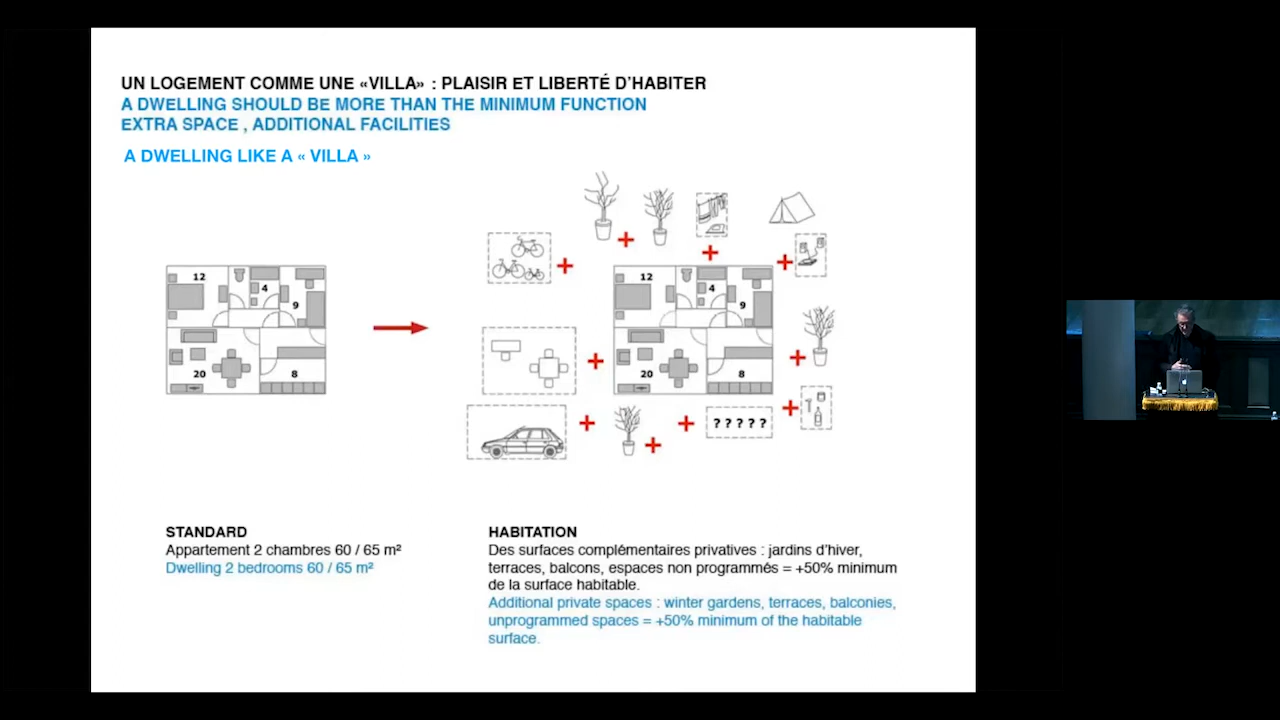 UN LOGEMENT COMME UNE «VILLA» : PLAISIR ET LIBERTÉ D'HABITER
A DWELLING SHOULD BE MORE THAN THE MINIMUM FUNCTION
EXTRA SPACE , ADDITIONAL FACILITIES
A DWELLING LIKE A « VILLA »
12
4
9
20
8
12
4
9
20
8
? ? ? ? ?
STANDARD
Appartement 2 chambres 60 / 65 m²
Dwelling 2 bedrooms 60 / 65 m²
HABITATION
Des surfaces complémentaires privatives : jardins d'hiver,
terraces, balcons, espaces non programmés = +50% minimum
de la surface habitable.
Additional private spaces : winter gardens, terraces, balconies,
unprogrammed spaces = +50% minimum of the habitable
surface.